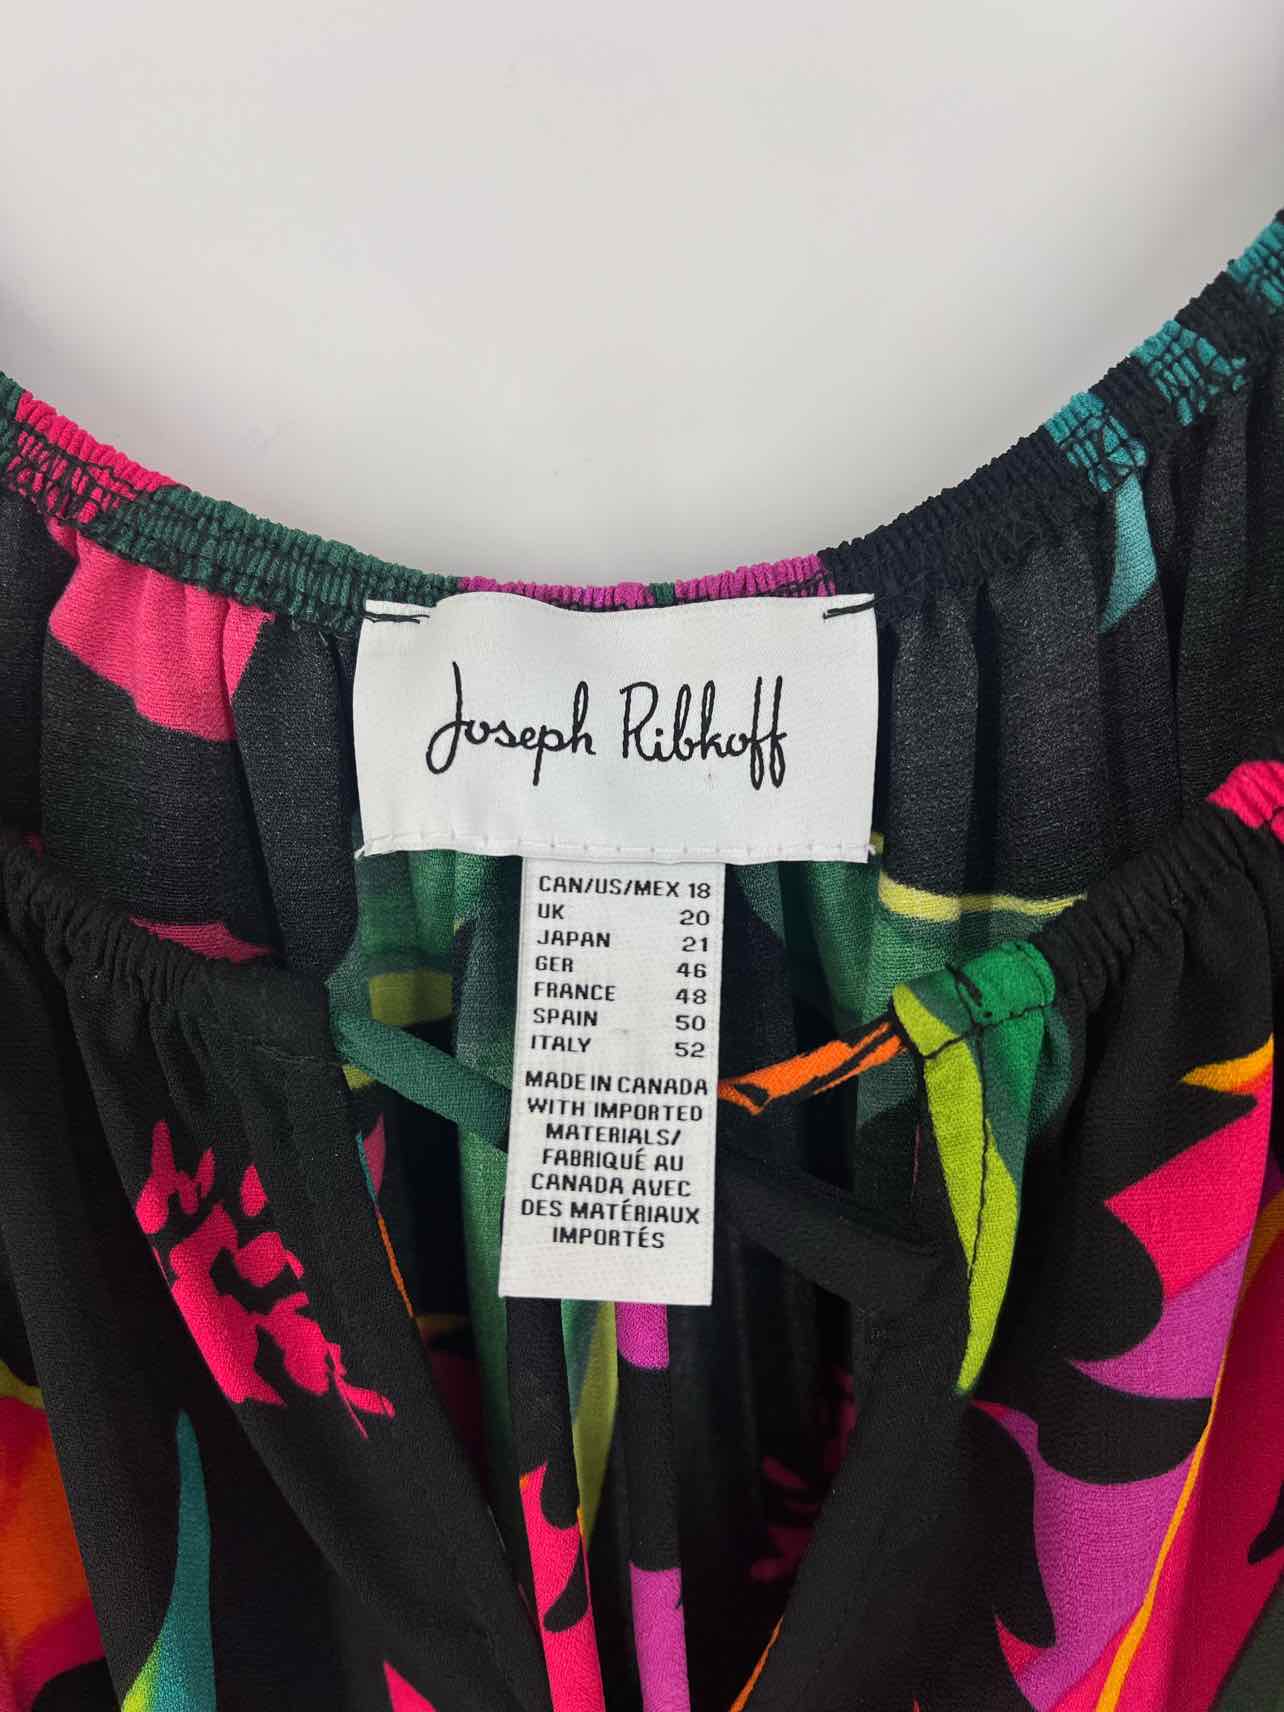 Joseph Ribkoff
CAN/US/MEX 18
UK 20
JAPAN 21
GER 46
FRANCE 48
SPAIN 50
ITALY 52
MADE IN CANADA
WITH IMPORTED
MATERIALS/
FABRIQUÉ AU
CANADA AVEC
DES MATÉRIAUX
IMPORTÉS